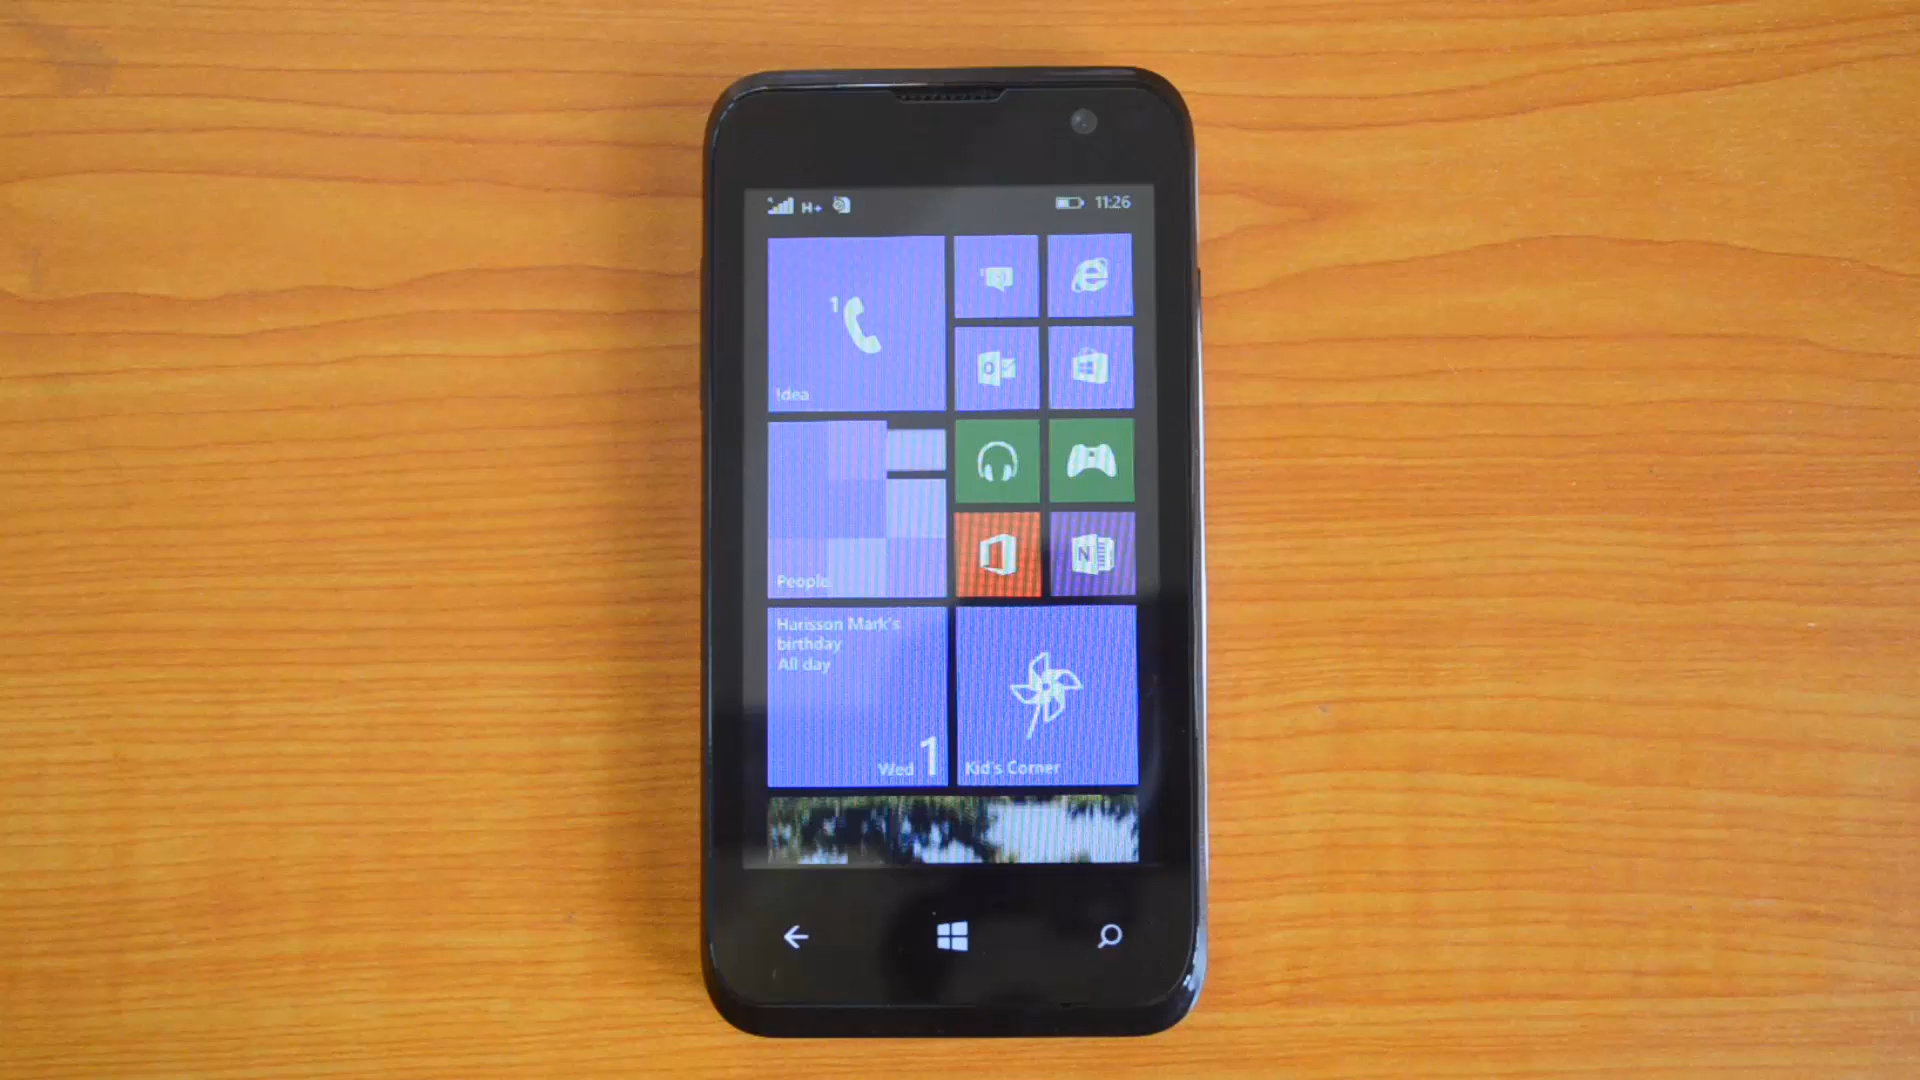 H+
11:26
1
Idea
People
Harisson Mark's
birthday
All day
Wed 1
Kid's Corner